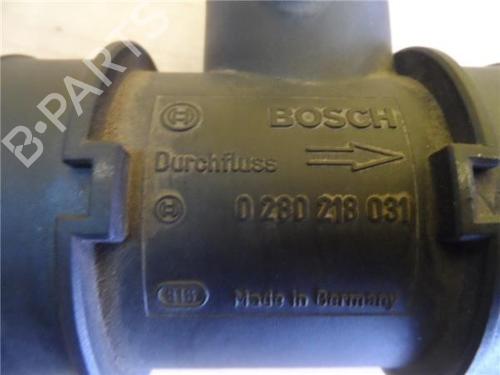 BOSCH
Durchfluss
0 280 218 031
Made in Germany
B-PARTS